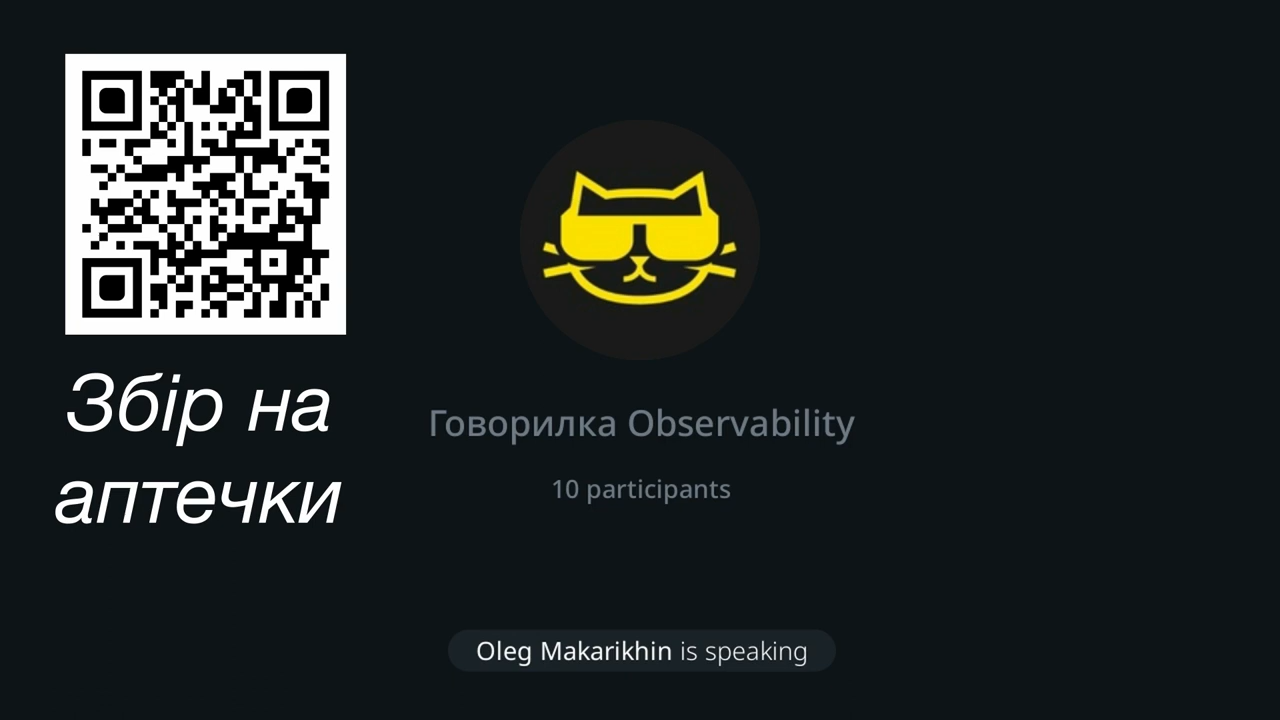 Збір на
аптечки
Говорилка Observability
10 participants
Oleg Makarikhin is speaking